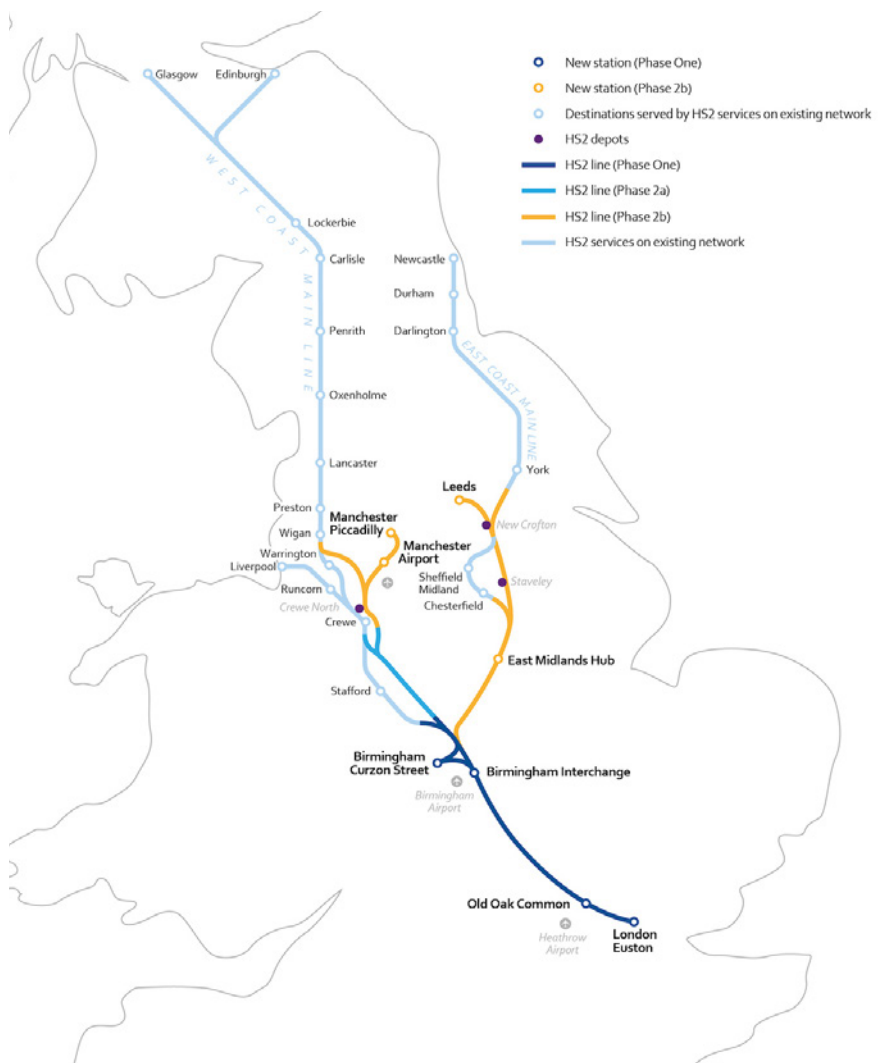 Glasgow
Edinburgh
New station (Phase One)
New station (Phase 2b)
Destinations served by HS2 services on existing network
HS2 depots
HS2 line (Phase One)
HS2 line (Phase 2a)
HS2 line (Phase 2b)
HS2 services on existing network
WEST COAST MAIN LINE
Lockerbie
Carlisle
Newcastle
Durham
Penrith
Darlington
EAST COAST MAIN LINE
Oxenholme
Lancaster
York
Leeds
Preston
Manchester
Piccadilly
New Crofton
Wigan
Manchester
Airport
Warrington
Liverpool
Sheffield
Midland
Staveley
Runcorn
Chesterfield
Crewe North
Crewe
East Midlands Hub
Stafford
Birmingham
Curzon Street
Birmingham Interchange
Birmingham
Airport
Old Oak Common
London
Euston
Heathrow
Airport